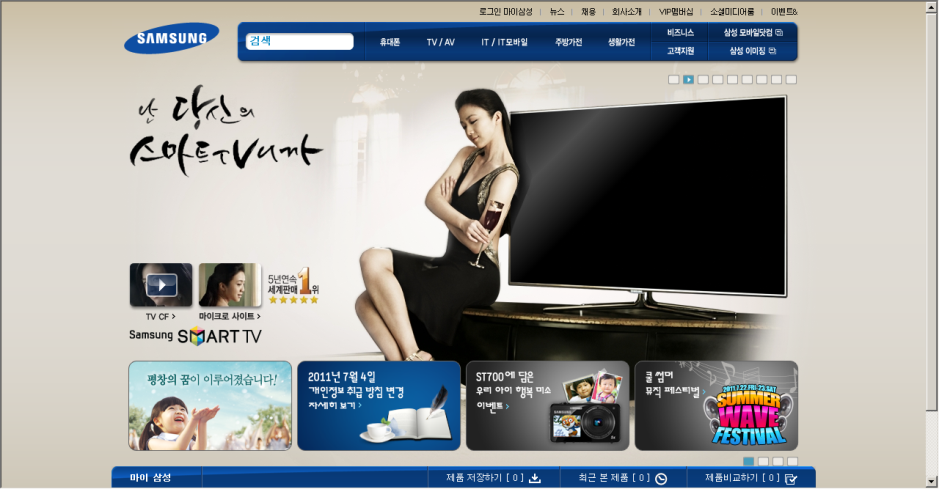 로그인 마이삼성 | 뉴스 | 채용 | 회사소개 | VIP멤버십 | 소셜미디어룸 | 이벤트&
SAMSUNG
검색
휴대폰
TV / AV
IT / IT모바일
주방가전
생활가전
비즈니스
고객지원
삼성 모바일닷컴
삼성 이미징
난 당신의
스마트TV니까
5년연속
세계판매 1위
TV CF >
마이크로 사이트 >
Samsung SMART TV
평창의 꿈이 이루어졌습니다!
2011년 7월 4일
개인정보 취급 방침 변경
자세히 보기 >
ST700에 담은
우리 아이 행복 미소
이벤트 >
SAMSUNG
쿨 썸머
뮤직 페스티벌 >
2011.7/22.FRI-23.SAT
SUMMER
WAVE
FESTIVAL
마이 삼성
제품 저장하기 [ 0 ]
최근 본 제품 [ 0 ]
제품비교하기 [ 0 ]